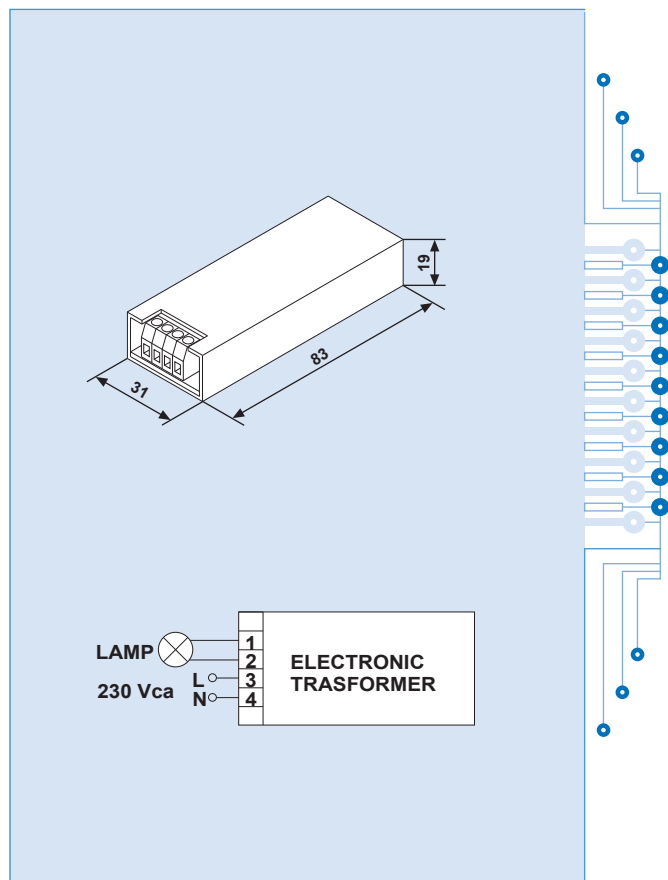 19
83
31
LAMP
1
2
ELECTRONIC
TRASFORMER
230 Vca
L
3
N
4